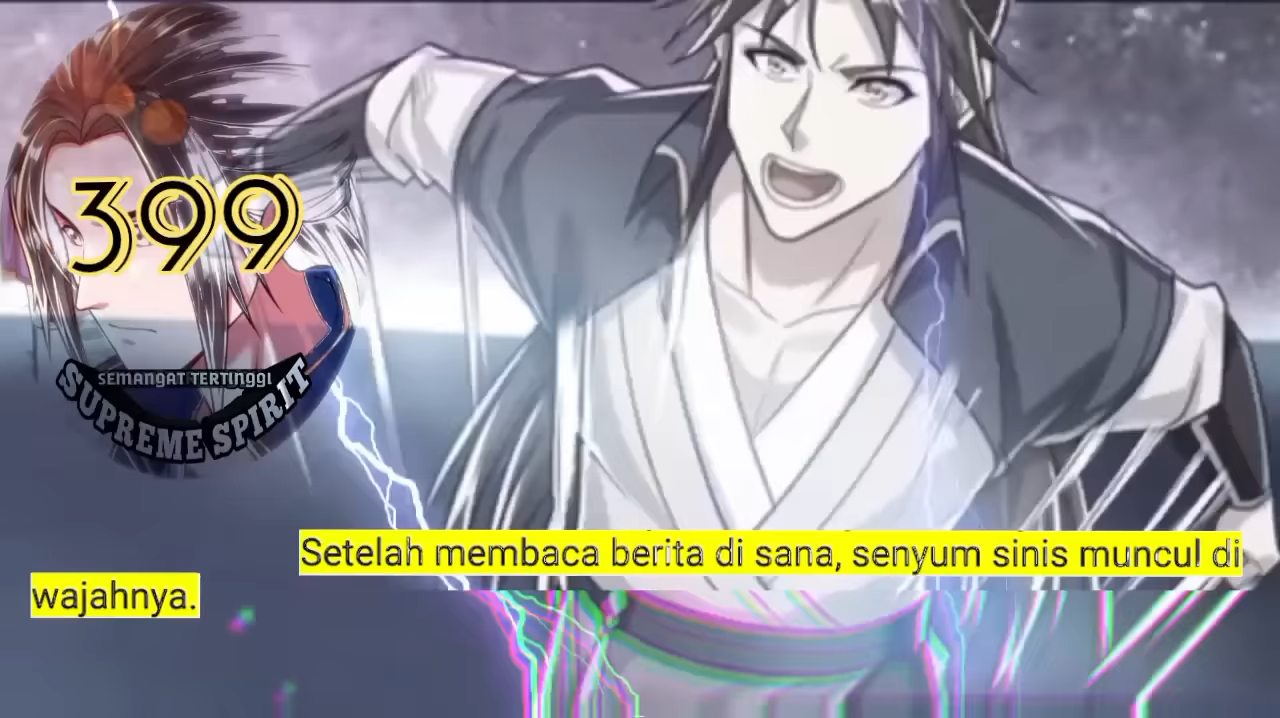 399
SEMANGAT TERTINGGI
SUPREME SPIRIT
Setelah membaca berita di sana, senyum sinis muncul di
wajahnya.